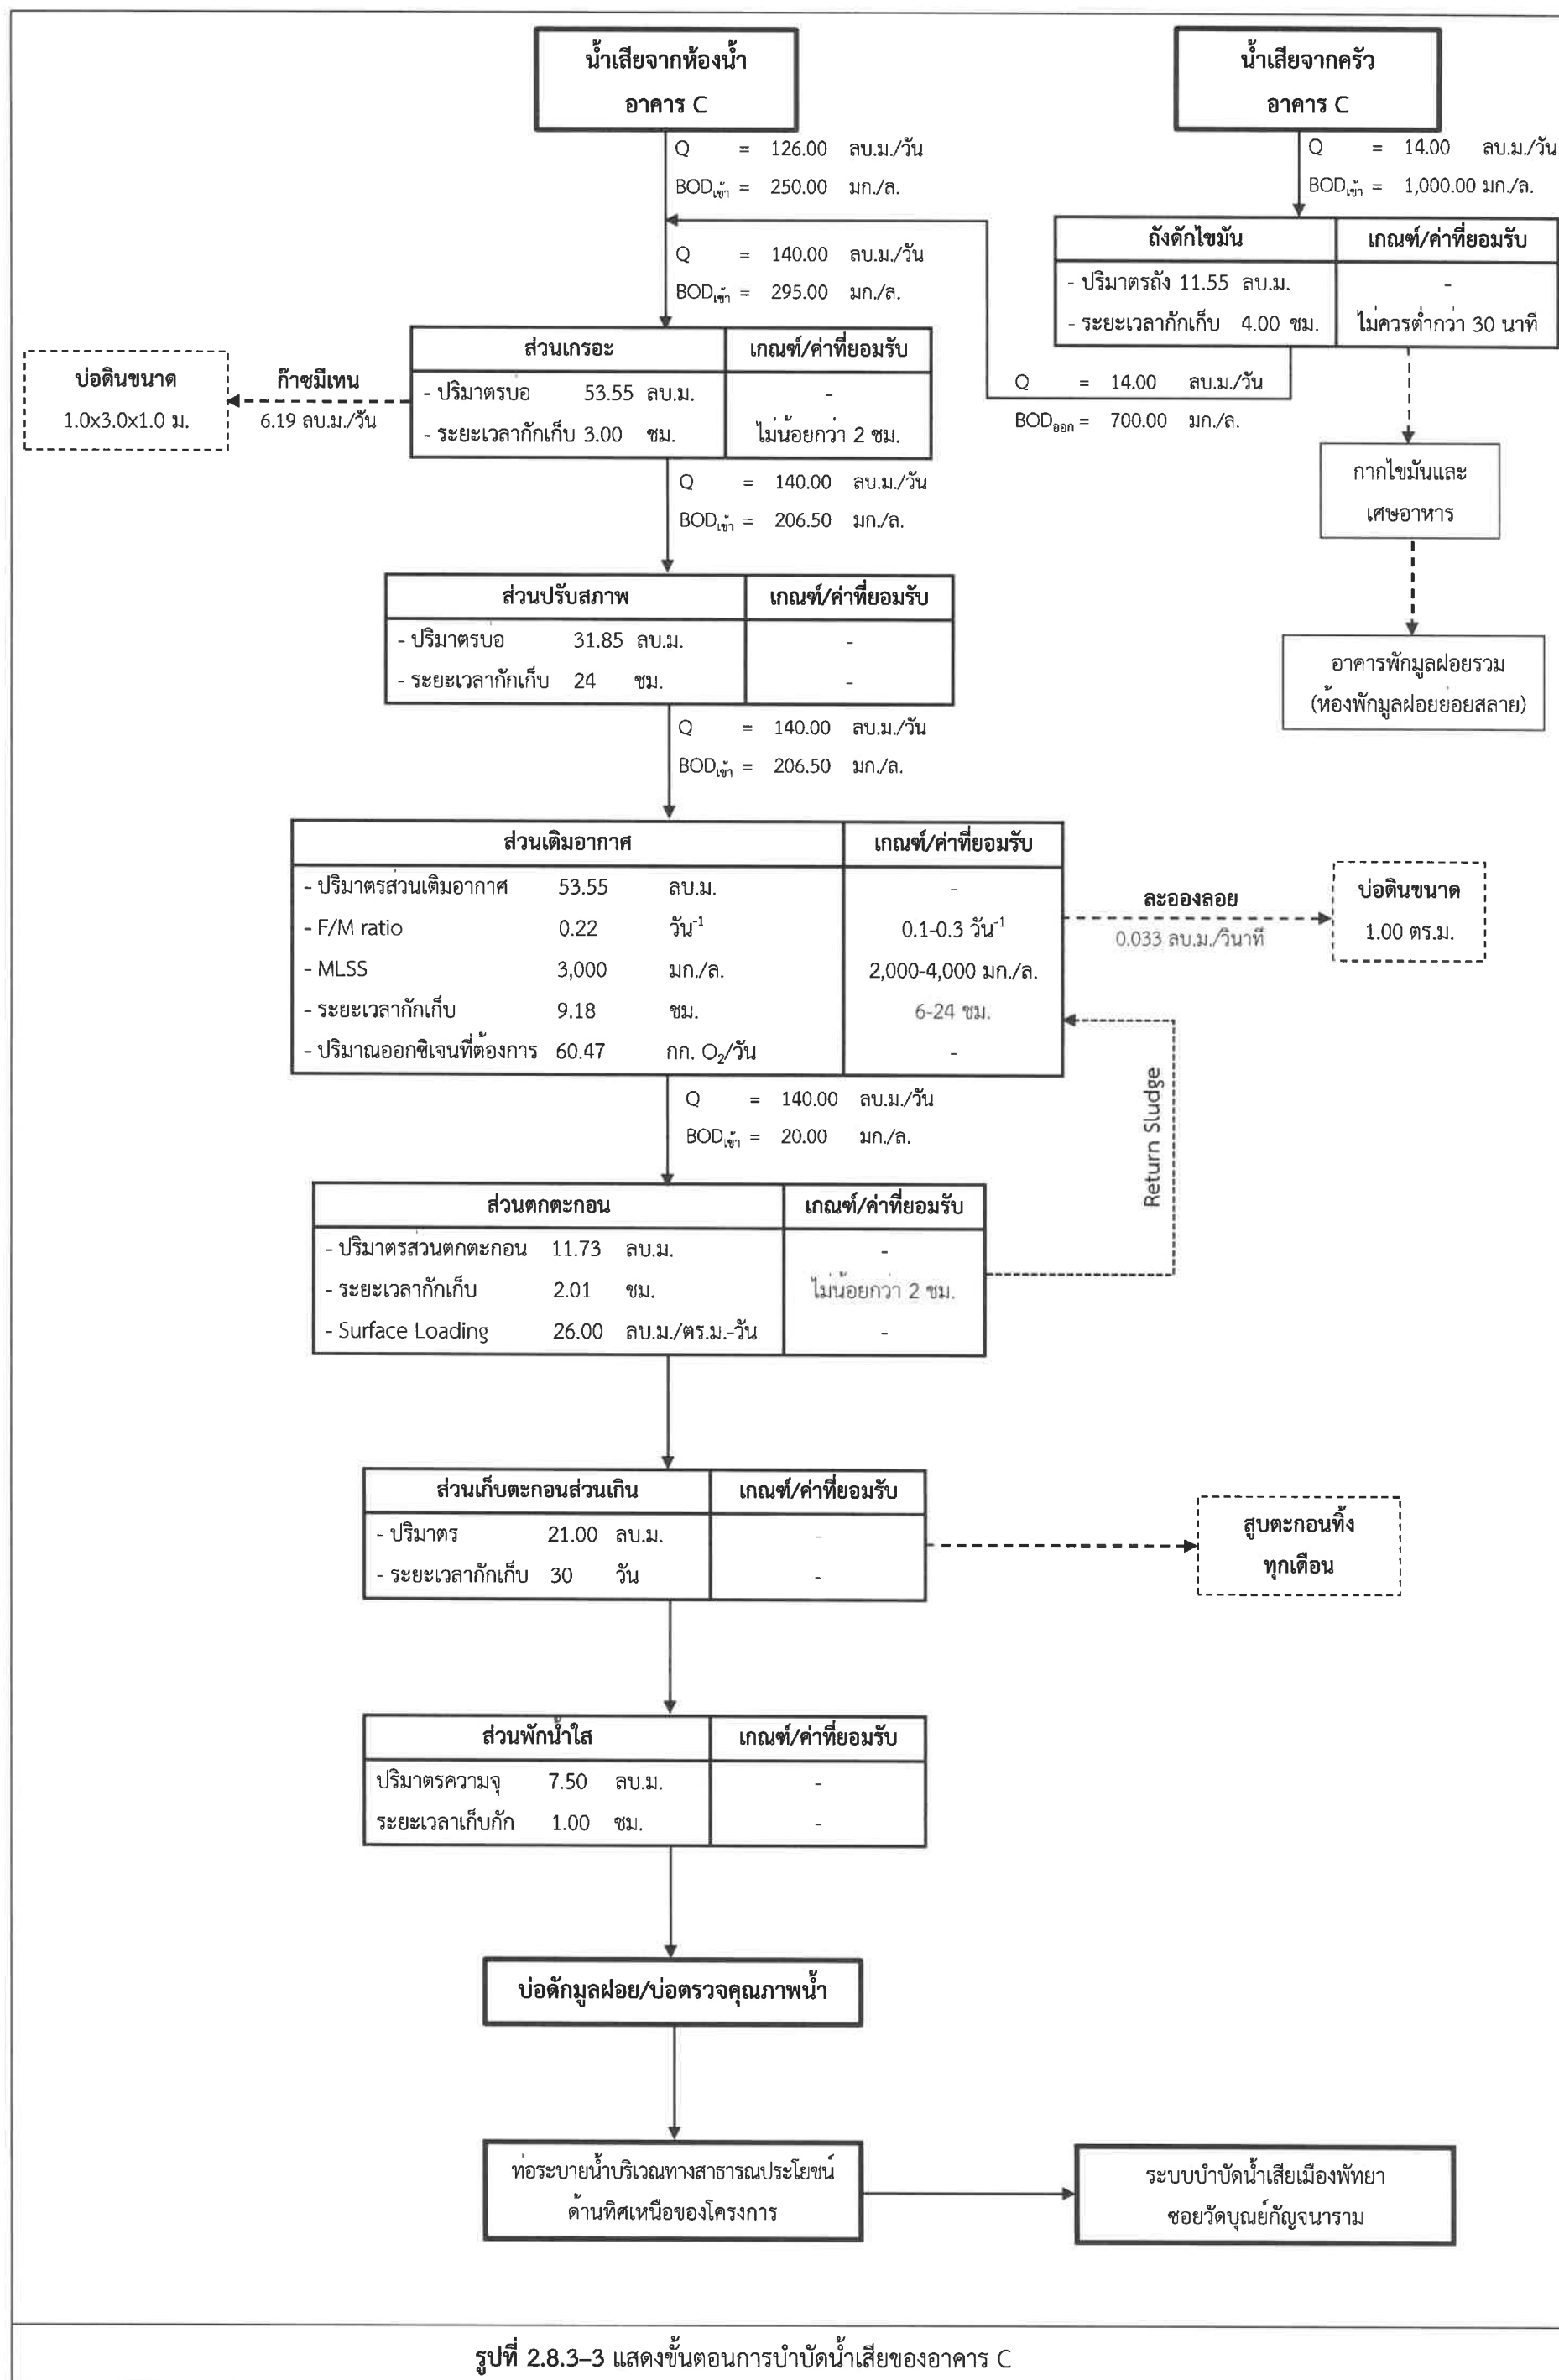 น้ำเสียจากห้องน้ำ
อาคาร C
น้ำเสียจากครัว
อาคาร C
Q = 126.00 ลบ.ม./วัน
BODเข้า = 250.00 มก./ล.
Q = 14.00 ลบ.ม./วัน
BODเข้า = 1,000.00 มก./ล.
ถังดักไขมัน เกณฑ์/ค่าที่ยอมรับ
- ปริมาตรถัง 11.55 ลบ.ม. -
- ระยะเวลากักเก็บ 4.00 ชม. ไม่ควรต่ำกว่า 30 นาที
Q = 140.00 ลบ.ม./วัน
BODเข้า = 295.00 มก./ล.
Q = 14.00 ลบ.ม./วัน
BODออก = 700.00 มก./ล.
กากไขมันและ
เศษอาหาร
อาคารพักมูลฝอยรวม
(ห้องพักมูลฝอยย่อยสลาย)
ส่วนเกรอะ เกณฑ์/ค่าที่ยอมรับ
- ปริมาตรบ่อ 53.55 ลบ.ม. -
- ระยะเวลากักเก็บ 3.00 ชม. ไม่น้อยกว่า 2 ชม.
ก๊าซมีเทน
6.19 ลบ.ม./วัน
บ่อดินขนาด
1.0x3.0x1.0 ม.
Q = 140.00 ลบ.ม./วัน
BODเข้า = 206.50 มก./ล.
ส่วนปรับสภาพ เกณฑ์/ค่าที่ยอมรับ
- ปริมาตรบ่อ 31.85 ลบ.ม. -
- ระยะเวลากักเก็บ 24 ชม. -
Q = 140.00 ลบ.ม./วัน
BODเข้า = 206.50 มก./ล.
ส่วนเติมอากาศ เกณฑ์/ค่าที่ยอมรับ
- ปริมาตรส่วนเติมอากาศ 53.55 ลบ.ม. -
- F/M ratio 0.22 วัน⁻¹ 0.1-0.3 วัน⁻¹
- MLSS 3,000 มก./ล. 2,000-4,000 มก./ล.
- ระยะเวลากักเก็บ 9.18 ชม. 6-24 ชม.
- ปริมาณออกซิเจนที่ต้องการ 60.47 กก. O₂/วัน -
ละอองลอย
0.033 ลบ.ม./วินาที
บ่อดินขนาด
1.00 ตร.ม.
Return Sludge
Q = 140.00 ลบ.ม./วัน
BODเข้า = 20.00 มก./ล.
ส่วนตกตะกอน เกณฑ์/ค่าที่ยอมรับ
- ปริมาตรส่วนตกตะกอน 11.73 ลบ.ม. -
- ระยะเวลากักเก็บ 2.01 ชม. ไม่น้อยกว่า 2 ชม.
- Surface Loading 26.00 ลบ.ม./ตร.ม.-วัน -
ส่วนเก็บตะกอนส่วนเกิน เกณฑ์/ค่าที่ยอมรับ
- ปริมาตร 21.00 ลบ.ม. -
- ระยะเวลากักเก็บ 30 วัน -
สูบตะกอนทิ้ง
ทุกเดือน
ส่วนพักน้ำใส เกณฑ์/ค่าที่ยอมรับ
ปริมาตรความจุ 7.50 ลบ.ม. -
ระยะเวลาเก็บกัก 1.00 ชม. -
บ่อดักมูลฝอย/บ่อตรวจคุณภาพน้ำ
ท่อระบายน้ำบริเวณทางสาธารณประโยชน์
ด้านทิศเหนือของโครงการ
ระบบบำบัดน้ำเสียเมืองพัทยา
ซอยวัดบุณย์กัญจนาราม
รูปที่ 2.8.3–3 แสดงขั้นตอนการบำบัดน้ำเสียของอาคาร C